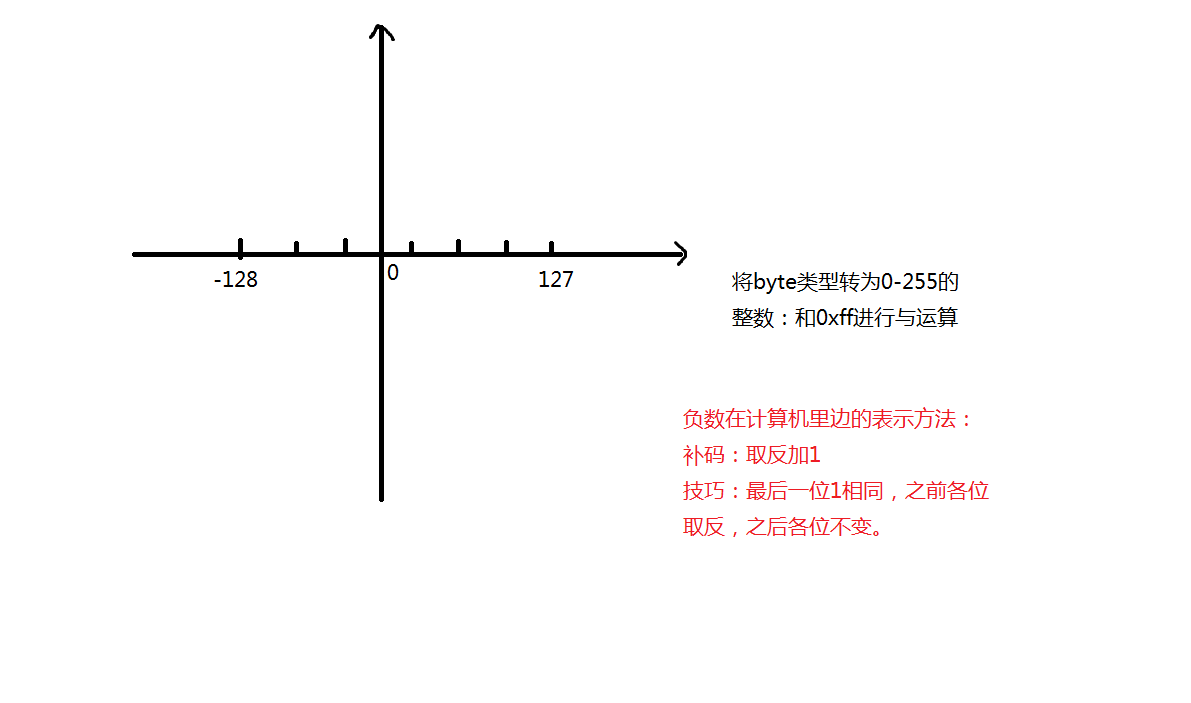 -128
0
127
将byte类型转为0-255的
整数：和0xff进行与运算
负数在计算机里边的表示方法：
补码：取反加1
技巧：最后一位1相同，之前各位
取反，之后各位不变。